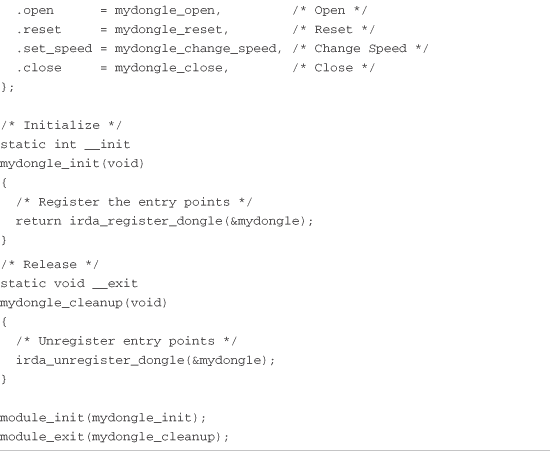 .open      = mydongle_open,         /* Open */
  .reset     = mydongle_reset,        /* Reset */
  .set_speed = mydongle_change_speed, /* Change Speed */
  .close     = mydongle_close,        /* Close */
};

/* Initialize */
static int __init
mydongle_init(void)
{
  /* Register the entry points */
  return irda_register_dongle(&mydongle);
}
/* Release */
static void __exit
mydongle_cleanup(void)
{
  /* Unregister entry points */
  irda_unregister_dongle(&mydongle);
}

module_init(mydongle_init);
module_exit(mydongle_cleanup);